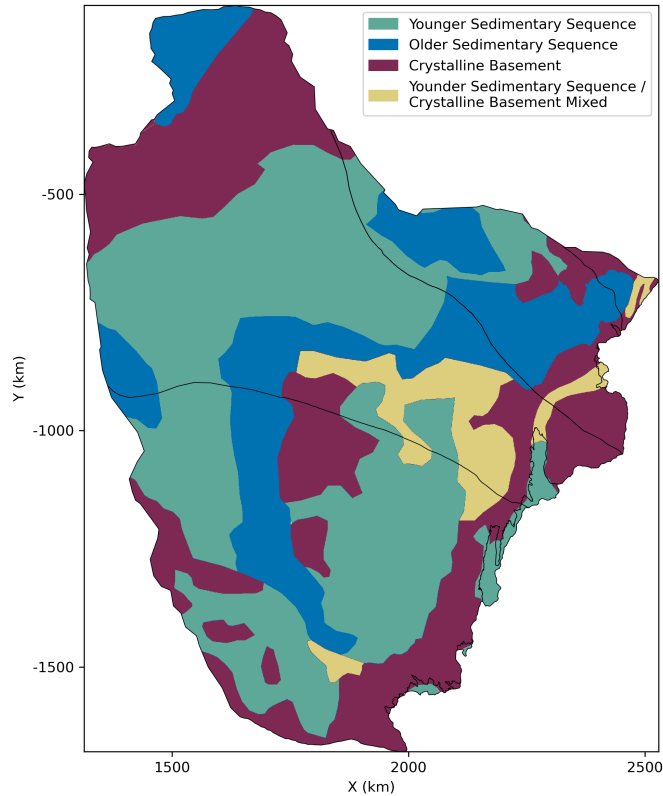 Younger Sedimentary Sequence
Older Sedimentary Sequence
Crystalline Basement
Younder Sedimentary Sequence /
Crystalline Basement Mixed
-500
-1000
-1500
Y (km)
1500
2000
2500
X (km)